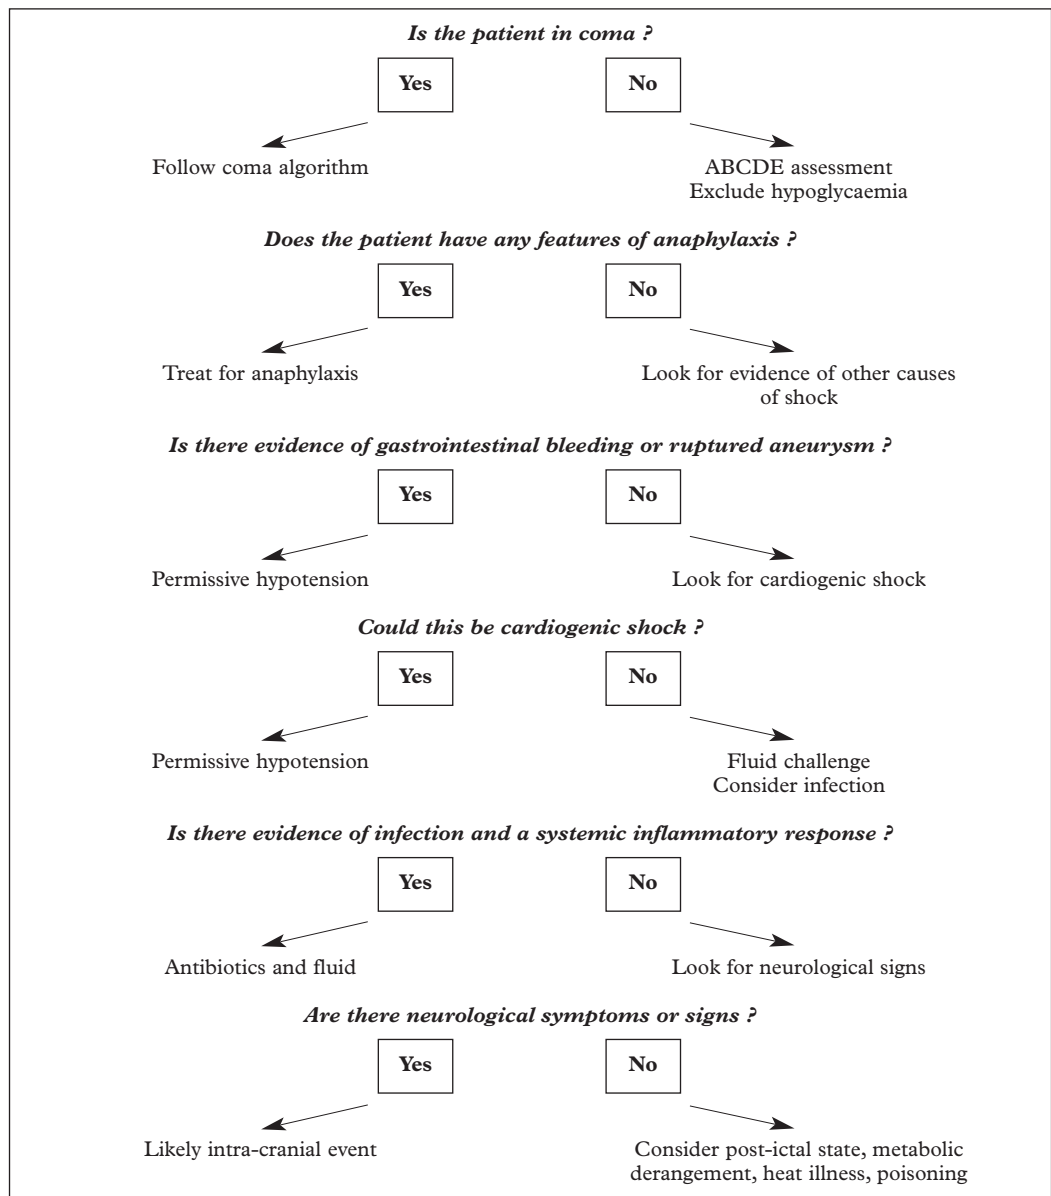 Is the patient in coma ?
Yes
No
Follow coma algorithm
ABCDE assessment
Exclude hypoglycaemia
Does the patient have any features of anaphylaxis ?
Yes
No
Treat for anaphylaxis
Look for evidence of other causes
of shock
Is there evidence of gastrointestinal bleeding or ruptured aneurysm ?
Yes
No
Permissive hypotension
Look for cardiogenic shock
Could this be cardiogenic shock ?
Yes
No
Permissive hypotension
Fluid challenge
Consider infection
Is there evidence of infection and a systemic inflammatory response ?
Yes
No
Antibiotics and fluid
Look for neurological signs
Are there neurological symptoms or signs ?
Yes
No
Likely intra-cranial event
Consider post-ictal state, metabolic
derangement, heat illness, poisoning